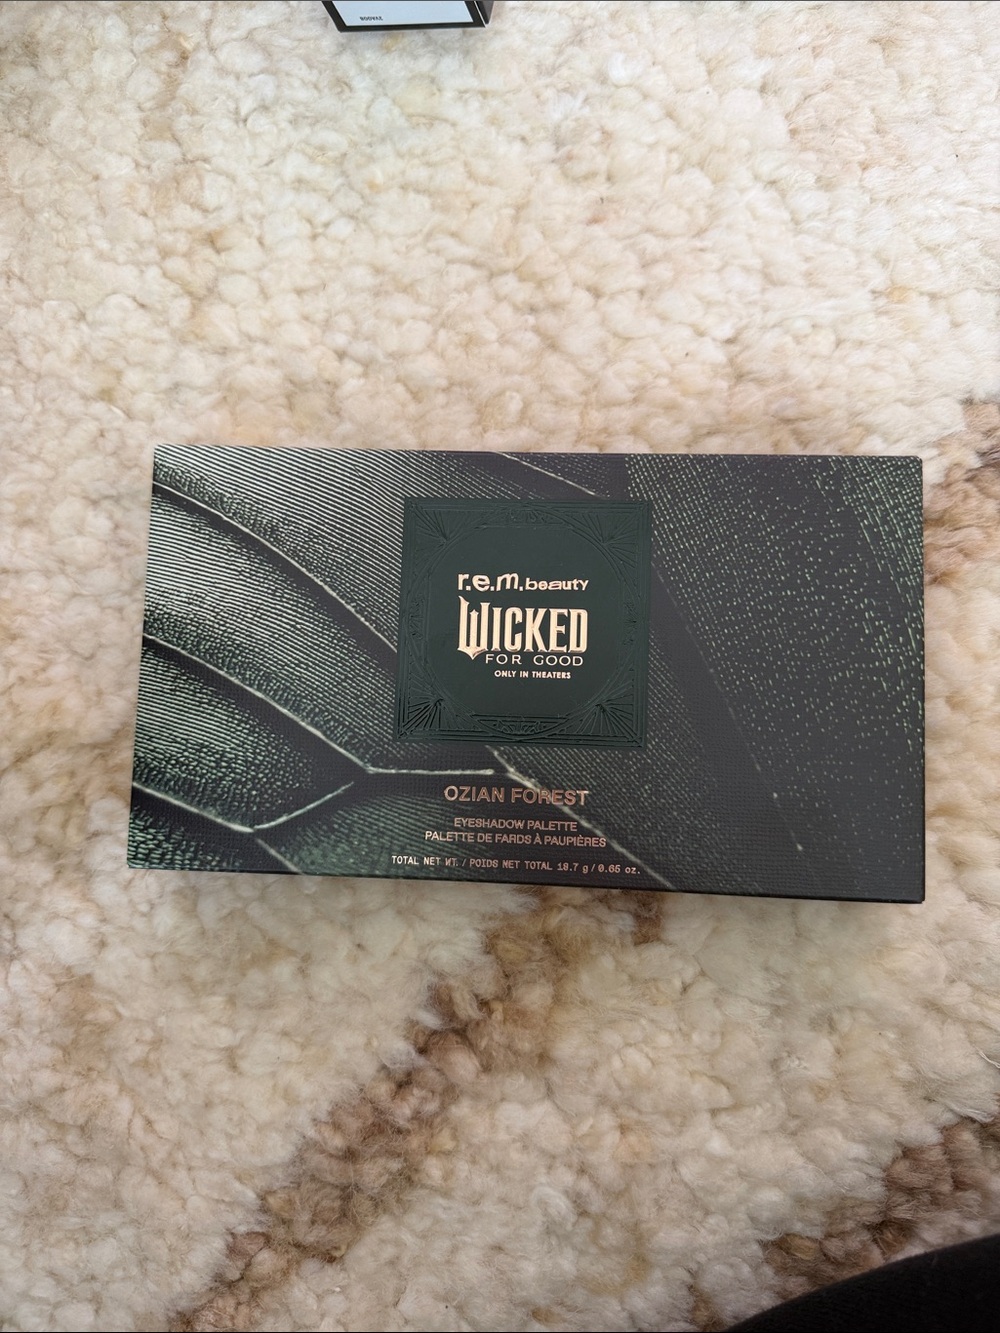 r.e.m.beauty
WICKED
FOR GOOD
ONLY IN THEATERS
OZIAN FOREST
EYESHADOW PALETTE
PALETTE DE FARDS À PAUPIÈRES
TOTAL NET WT. / POIDS NET TOTAL 18.7 g / 0.65 oz.